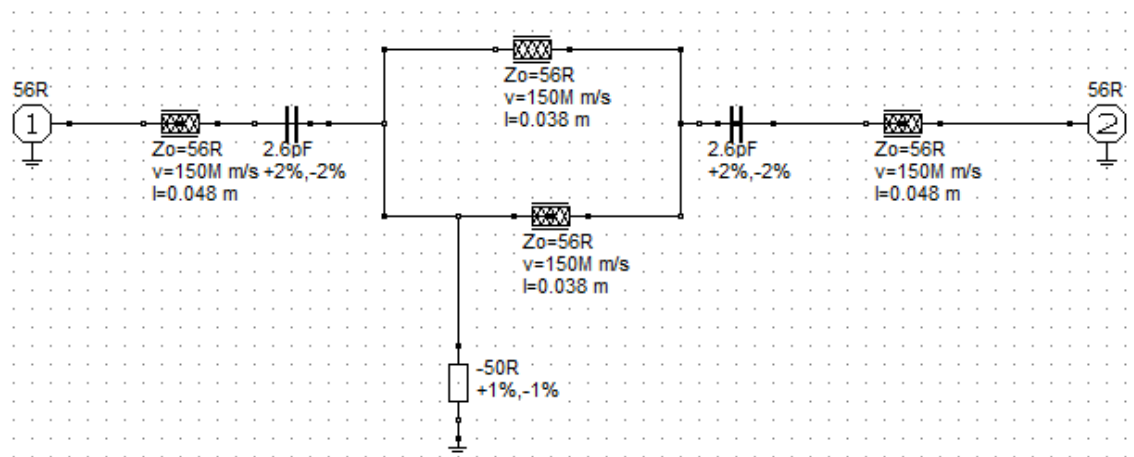 56R
1
Zo=56R
v=150M m/s
l=0.048 m
2.6pF
+2%,-2%
Zo=56R
v=150M m/s
l=0.038 m
Zo=56R
v=150M m/s
l=0.038 m
-50R
+1%,-1%
2.6pF
+2%,-2%
Zo=56R
v=150M m/s
l=0.048 m
56R
2